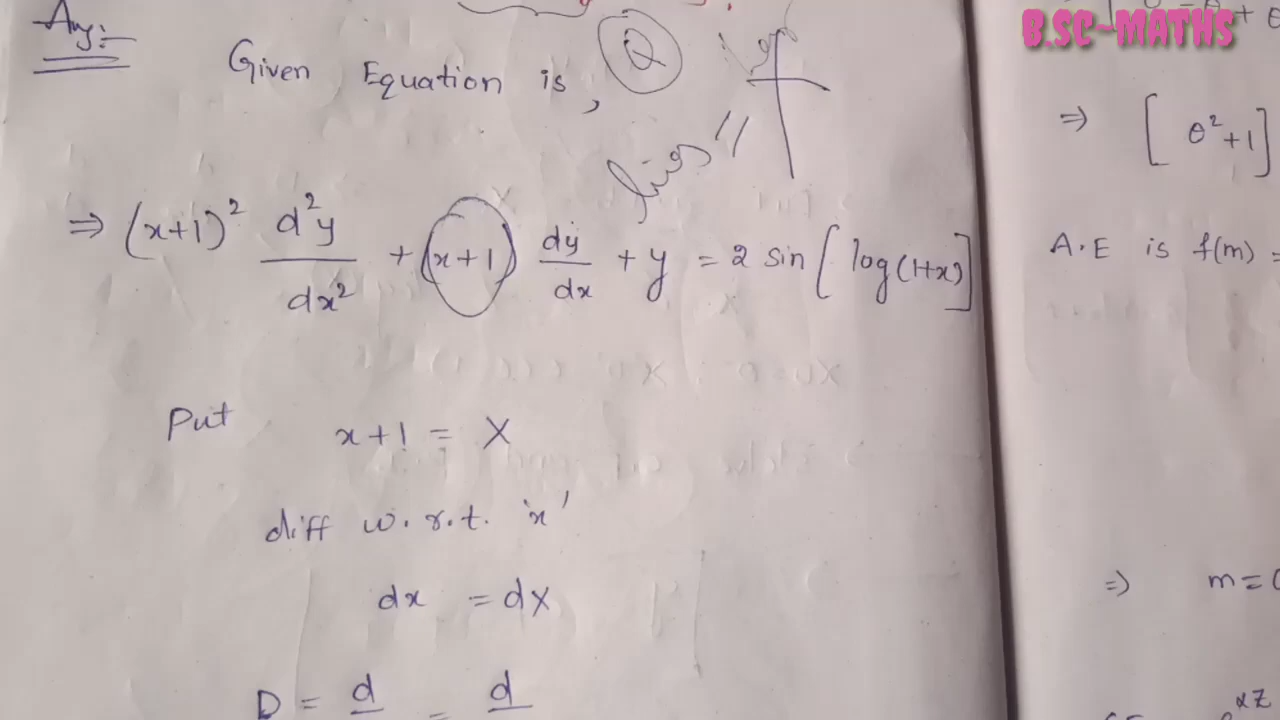 Ans:-
Given Equation is,
Q
⇒ (x+1)² d²y/dx² + (x+1) dy/dx + y = 2 sin[log(1+x)]
Put x+1 = X
diff w.r.t. 'x'
dx = dX
D = d = d
B.SC-MATHS
⇒ [θ²+1]
A.E is f(m) =
⇒ m =